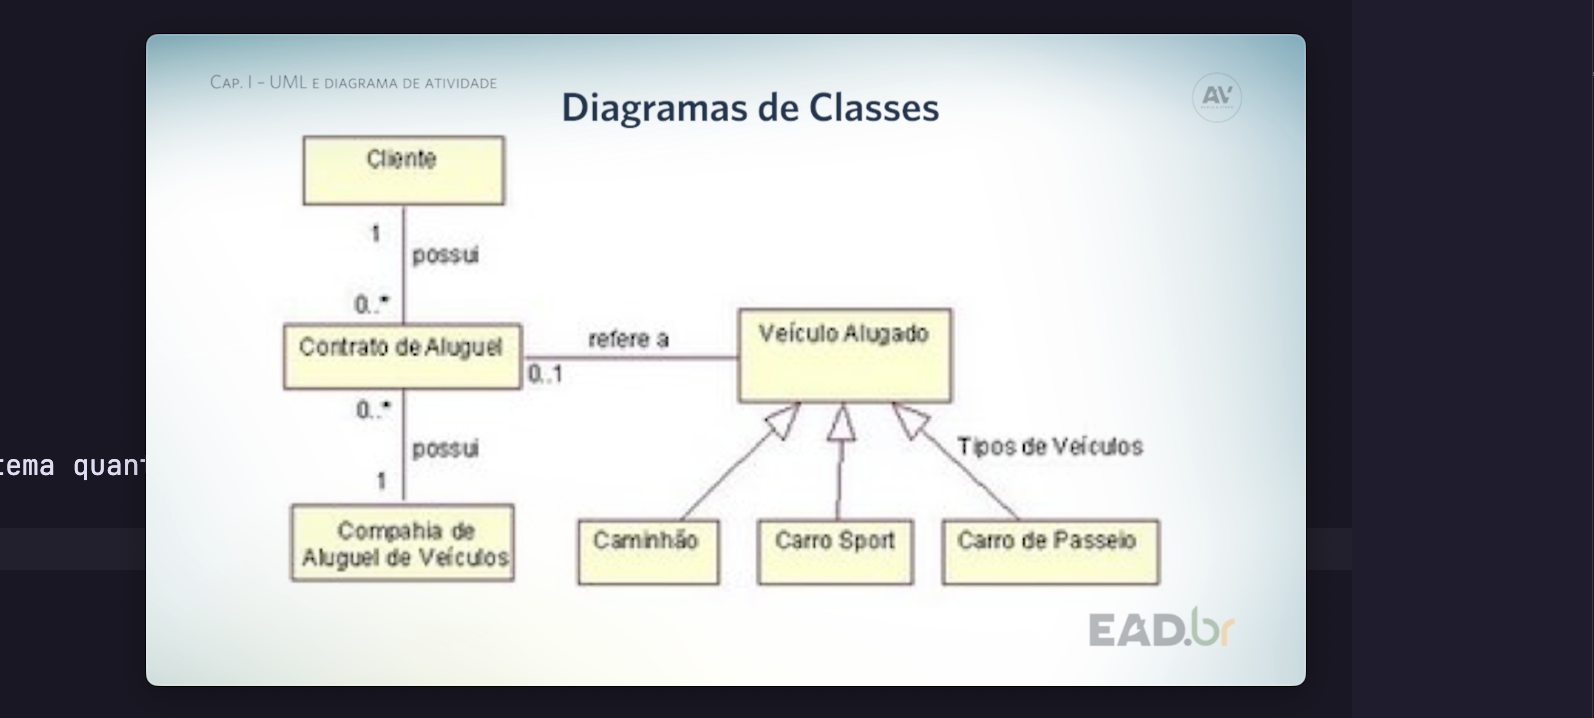 Cap. I – UML e diagrama de atividade
Diagramas de Classes
AV
Cliente
1
possui
0..*
Contrato de Aluguel
refere a
0..1
Veículo Alugado
0..*
possui
1
Tipos de Veículos
tema quant
Compahia de
Aluguel de Veículos
Caminhão
Carro Sport
Carro de Passeio
EAD.br